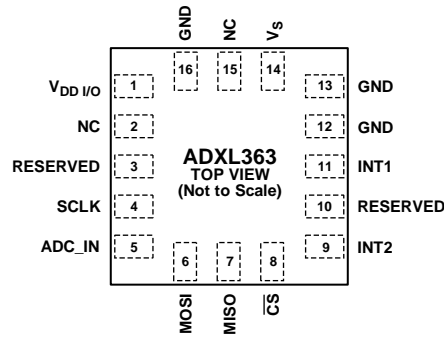 GND
NC
VS
16
15
14
VDD I/O
1
13
GND
NC
2
12
GND
RESERVED
3
ADXL363
TOP VIEW
(Not to Scale)
11
INT1
SCLK
4
10
RESERVED
ADC_IN
5
9
INT2
6
7
8
MOSI
MISO
CS